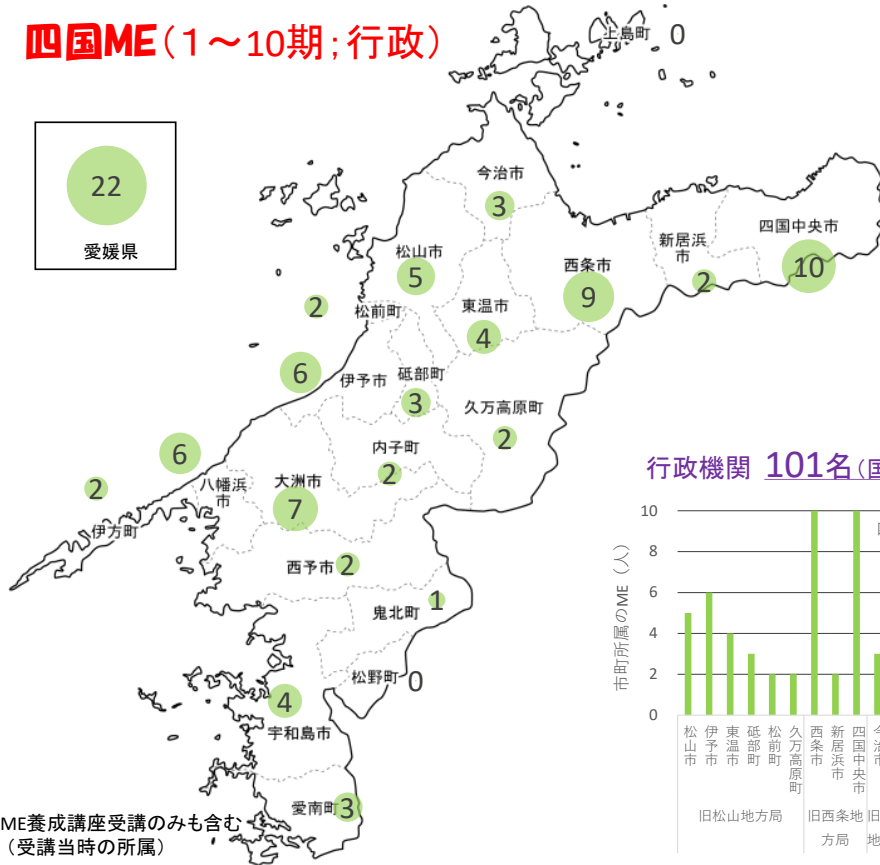 四国ME(1～10期;行政)
上島町 0
22
愛媛県
今治市
3
松山市
5
西条市
9
新居浜
市
2
四国中央市
10
2
松前町
東温市
4
6
伊予市
砥部町
3
久万高原町
2
6
内子町
2
2
八幡浜
市
大洲市
7
伊方町
西予市 2
鬼北町 1
松野町 0
4
宇和島市
愛南町 3
ME養成講座受講のみも含む
(受講当時の所属)
行政機関 101名(国
市町所属のME(人)
10
8
6
4
2
0
松山市
伊予市
東温市
砥部町
松前町
久万高原町
西条市
新居浜市
四国中央市
今治市
旧松山地方局
旧西条地
方局
旧
地